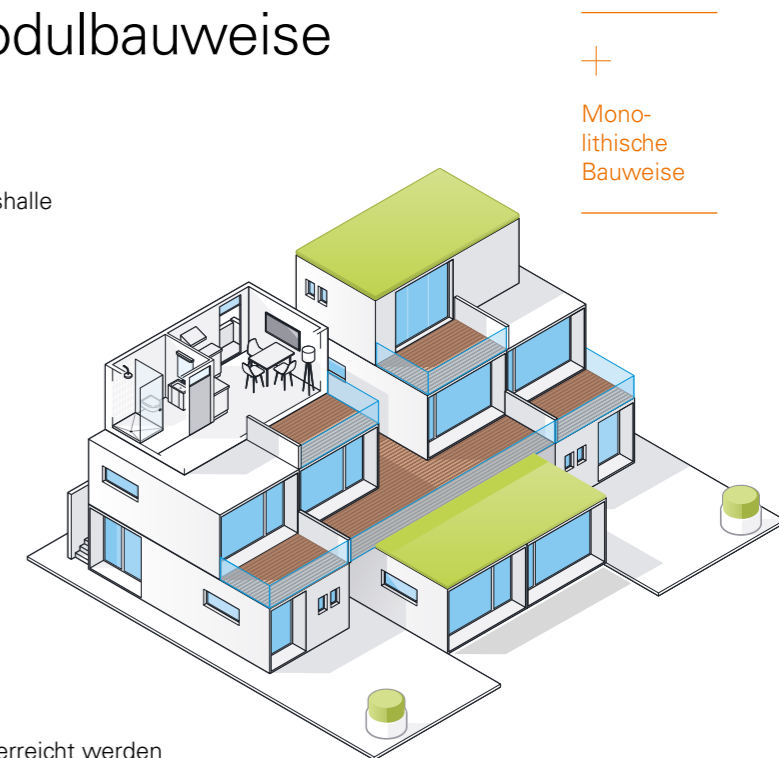 odulbauweise
+
Mono-
lithische
Bauweise
shalle
erreicht werden